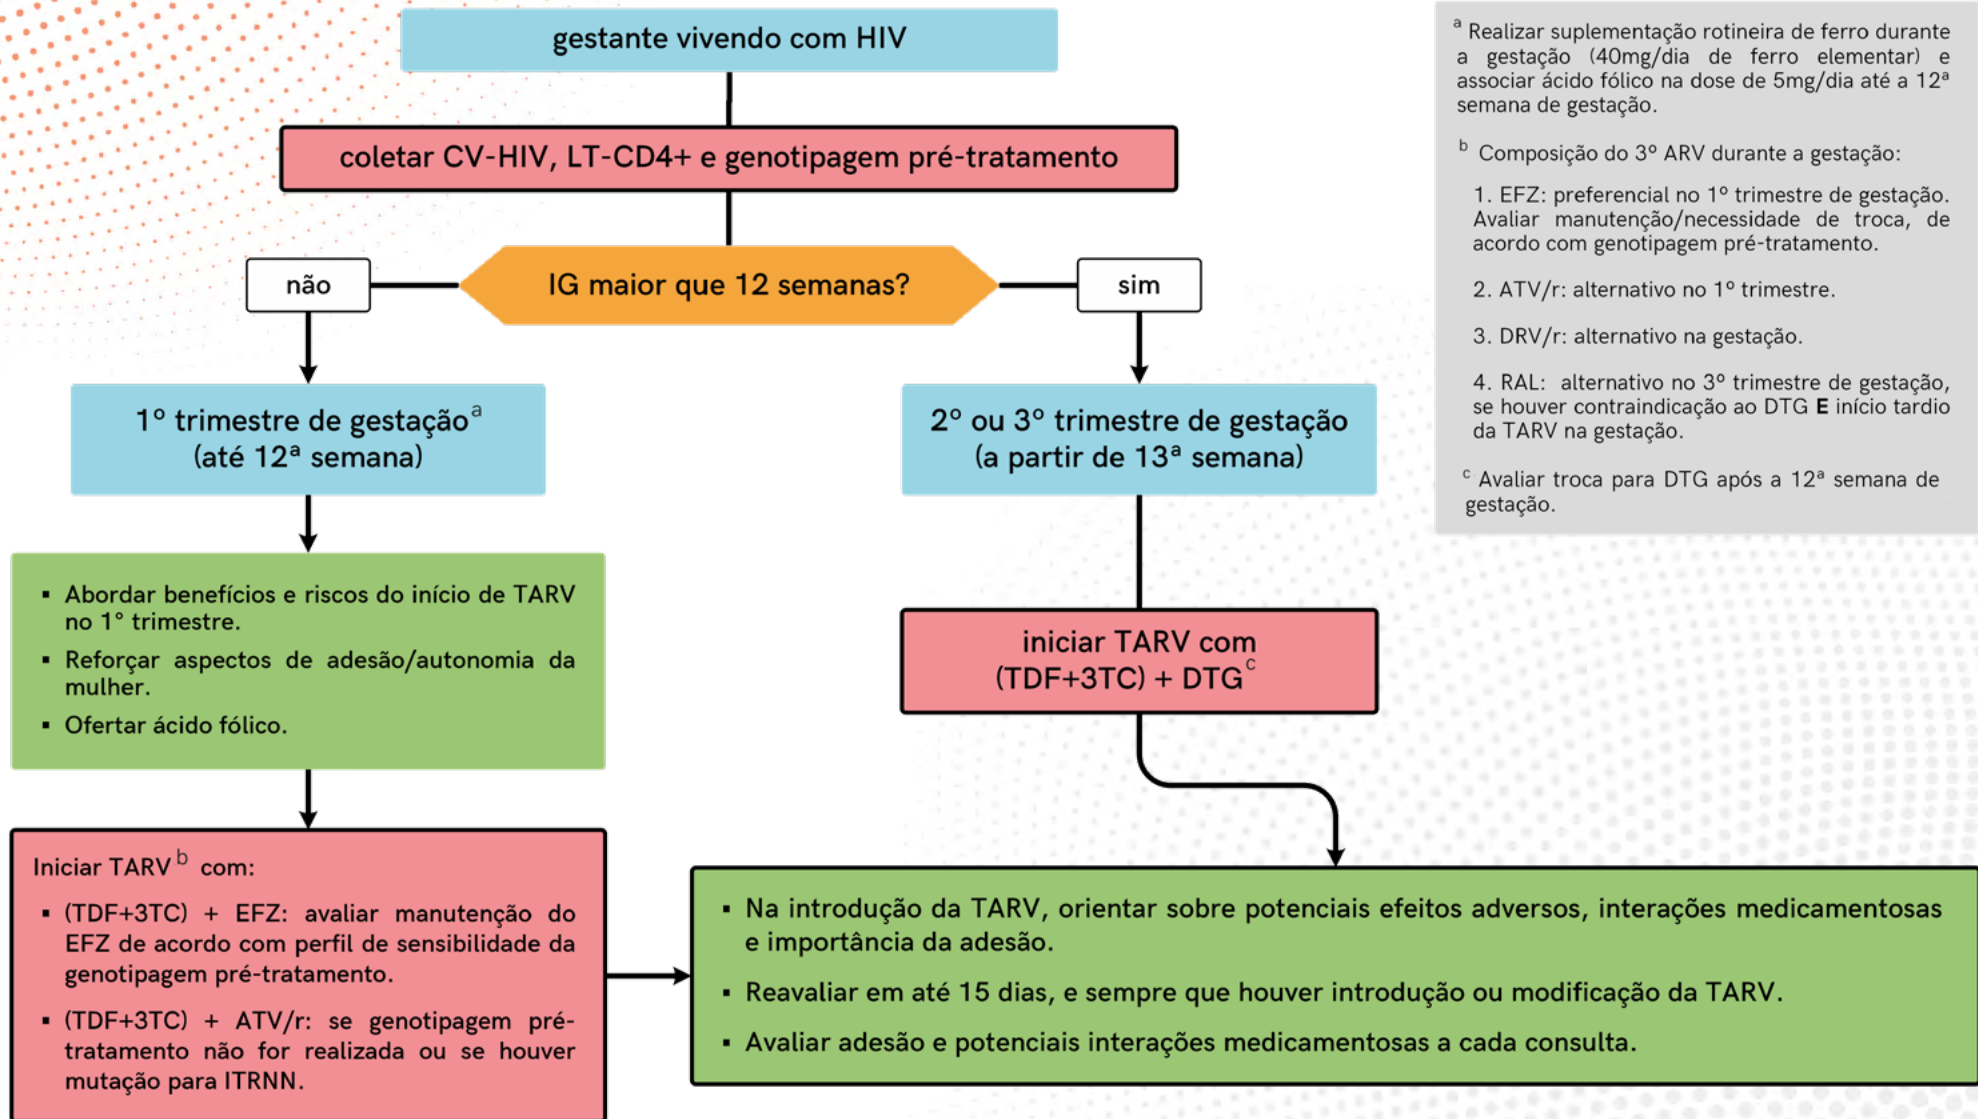 gestante vivendo com HIV
coletar CV-HIV, LT-CD4+ e genotipagem pré-tratamento
não
IG maior que 12 semanas?
sim
1º trimestre de gestação a
(até 12ª semana)
2º ou 3º trimestre de gestação
(a partir de 13ª semana)
▪ Abordar benefícios e riscos do início de TARV
no 1° trimestre.
▪ Reforçar aspectos de adesão/autonomia da
mulher.
▪ Ofertar ácido fólico.
iniciar TARV com
(TDF+3TC) + DTG c
Iniciar TARV b com:
▪ (TDF+3TC) + EFZ: avaliar manutenção do
EFZ de acordo com perfil de sensibilidade da
genotipagem pré-tratamento.
▪ (TDF+3TC) + ATV/r: se genotipagem pré-
tratamento não for realizada ou se houver
mutação para ITRNN.
▪ Na introdução da TARV, orientar sobre potenciais efeitos adversos, interações medicamentosas
e importância da adesão.
▪ Reavaliar em até 15 dias, e sempre que houver introdução ou modificação da TARV.
▪ Avaliar adesão e potenciais interações medicamentosas a cada consulta.
a Realizar suplementação rotineira de ferro durante
a gestação (40mg/dia de ferro elementar) e
associar ácido fólico na dose de 5mg/dia até a 12ª
semana de gestação.
b Composição do 3º ARV durante a gestação:
1. EFZ: preferencial no 1º trimestre de gestação.
Avaliar manutenção/necessidade de troca, de
acordo com genotipagem pré-tratamento.
2. ATV/r: alternativo no 1º trimestre.
3. DRV/r: alternativo na gestação.
4. RAL: alternativo no 3º trimestre de gestação,
se houver contraindicação ao DTG E início tardio
da TARV na gestação.
c Avaliar troca para DTG após a 12ª semana de
gestação.